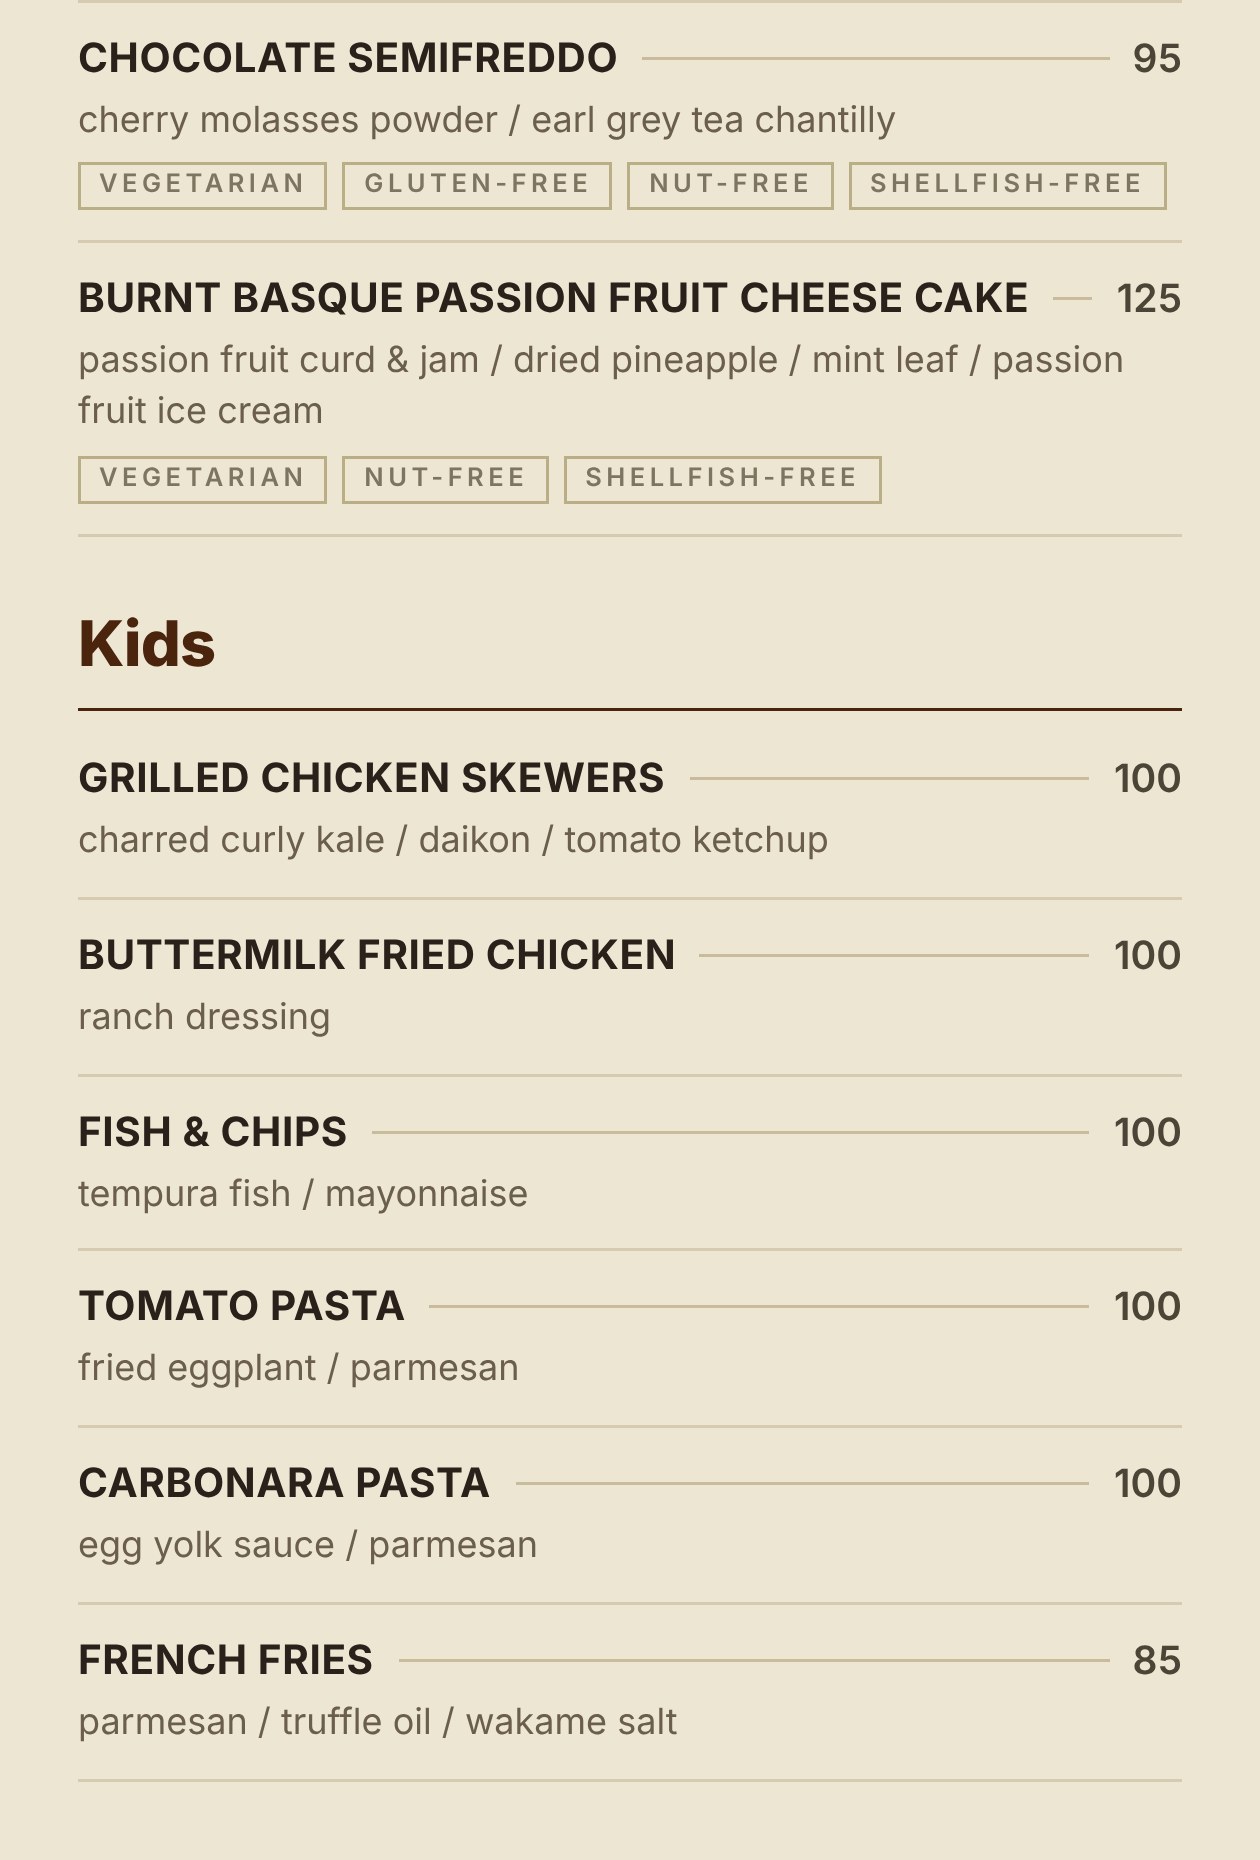 CHOCOLATE SEMIFREDDO 95
cherry molasses powder / earl grey tea chantilly
VEGETARIAN GLUTEN-FREE NUT-FREE SHELLFISH-FREE
BURNT BASQUE PASSION FRUIT CHEESE CAKE 125
passion fruit curd & jam / dried pineapple / mint leaf / passion
fruit ice cream
VEGETARIAN NUT-FREE SHELLFISH-FREE
Kids
GRILLED CHICKEN SKEWERS 100
charred curly kale / daikon / tomato ketchup
BUTTERMILK FRIED CHICKEN 100
ranch dressing
FISH & CHIPS 100
tempura fish / mayonnaise
TOMATO PASTA 100
fried eggplant / parmesan
CARBONARA PASTA 100
egg yolk sauce / parmesan
FRENCH FRIES 85
parmesan / truffle oil / wakame salt